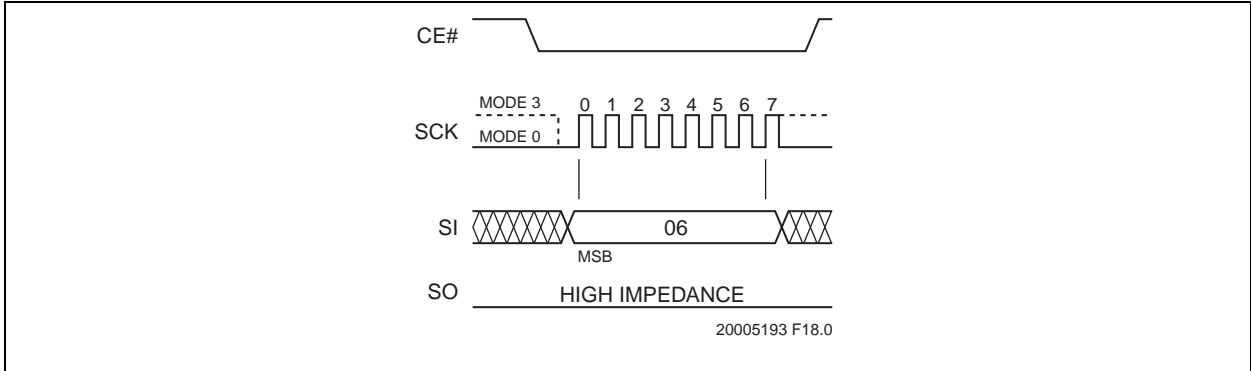 CE#
MODE 3 0 1 2 3 4 5 6 7
SCK MODE 0
SI 06
MSB
SO HIGH IMPEDANCE
20005193 F18.0